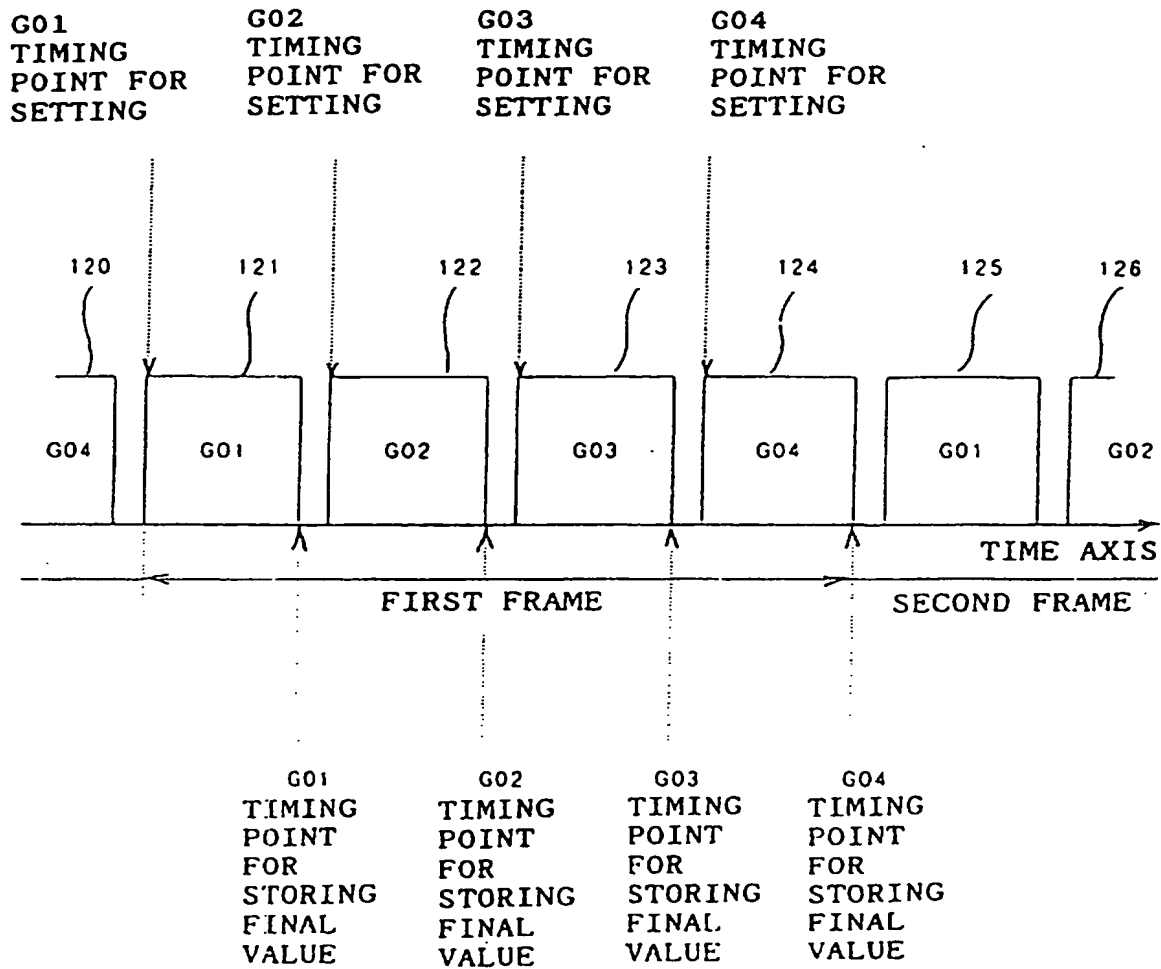 G01
TIMING
POINT FOR
SETTING
G02
TIMING
POINT FOR
SETTING
G03
TIMING
POINT FOR
SETTING
G04
TIMING
POINT FOR
SETTING
120 121 122 123 124 125 126
G04 G01 G02 G03 G04 G01 G02
TIME AXIS
FIRST FRAME SECOND FRAME
G01
TIMING
POINT
FOR
STORING
FINAL
VALUE
G02
TIMING
POINT
FOR
STORING
FINAL
VALUE
G03
TIMING
POINT
FOR
STORING
FINAL
VALUE
G04
TIMING
POINT
FOR
STORING
FINAL
VALUE